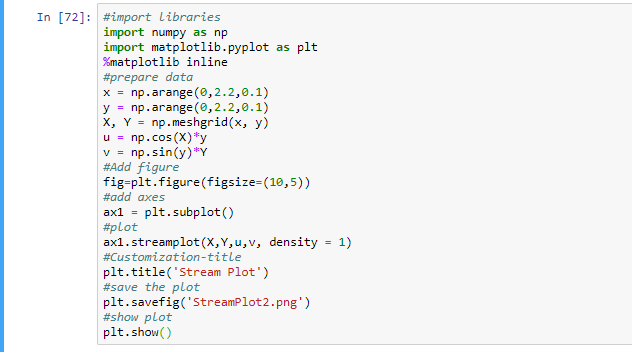 In [72]:
#import libraries
import numpy as np
import matplotlib.pyplot as plt
%matplotlib inline
#prepare data
x = np.arange(0,2.2,0.1)
y = np.arange(0,2.2,0.1)
X, Y = np.meshgrid(x, y)
u = np.cos(X)*y
v = np.sin(y)*Y
#Add figure
fig=plt.figure(figsize=(10,5))
#add axes
ax1 = plt.subplot()
#plot
ax1.streamplot(X,Y,u,v, density = 1)
#Customization-title
plt.title('Stream Plot')
#save the plot
plt.savefig('StreamPlot2.png')
#show plot
plt.show()